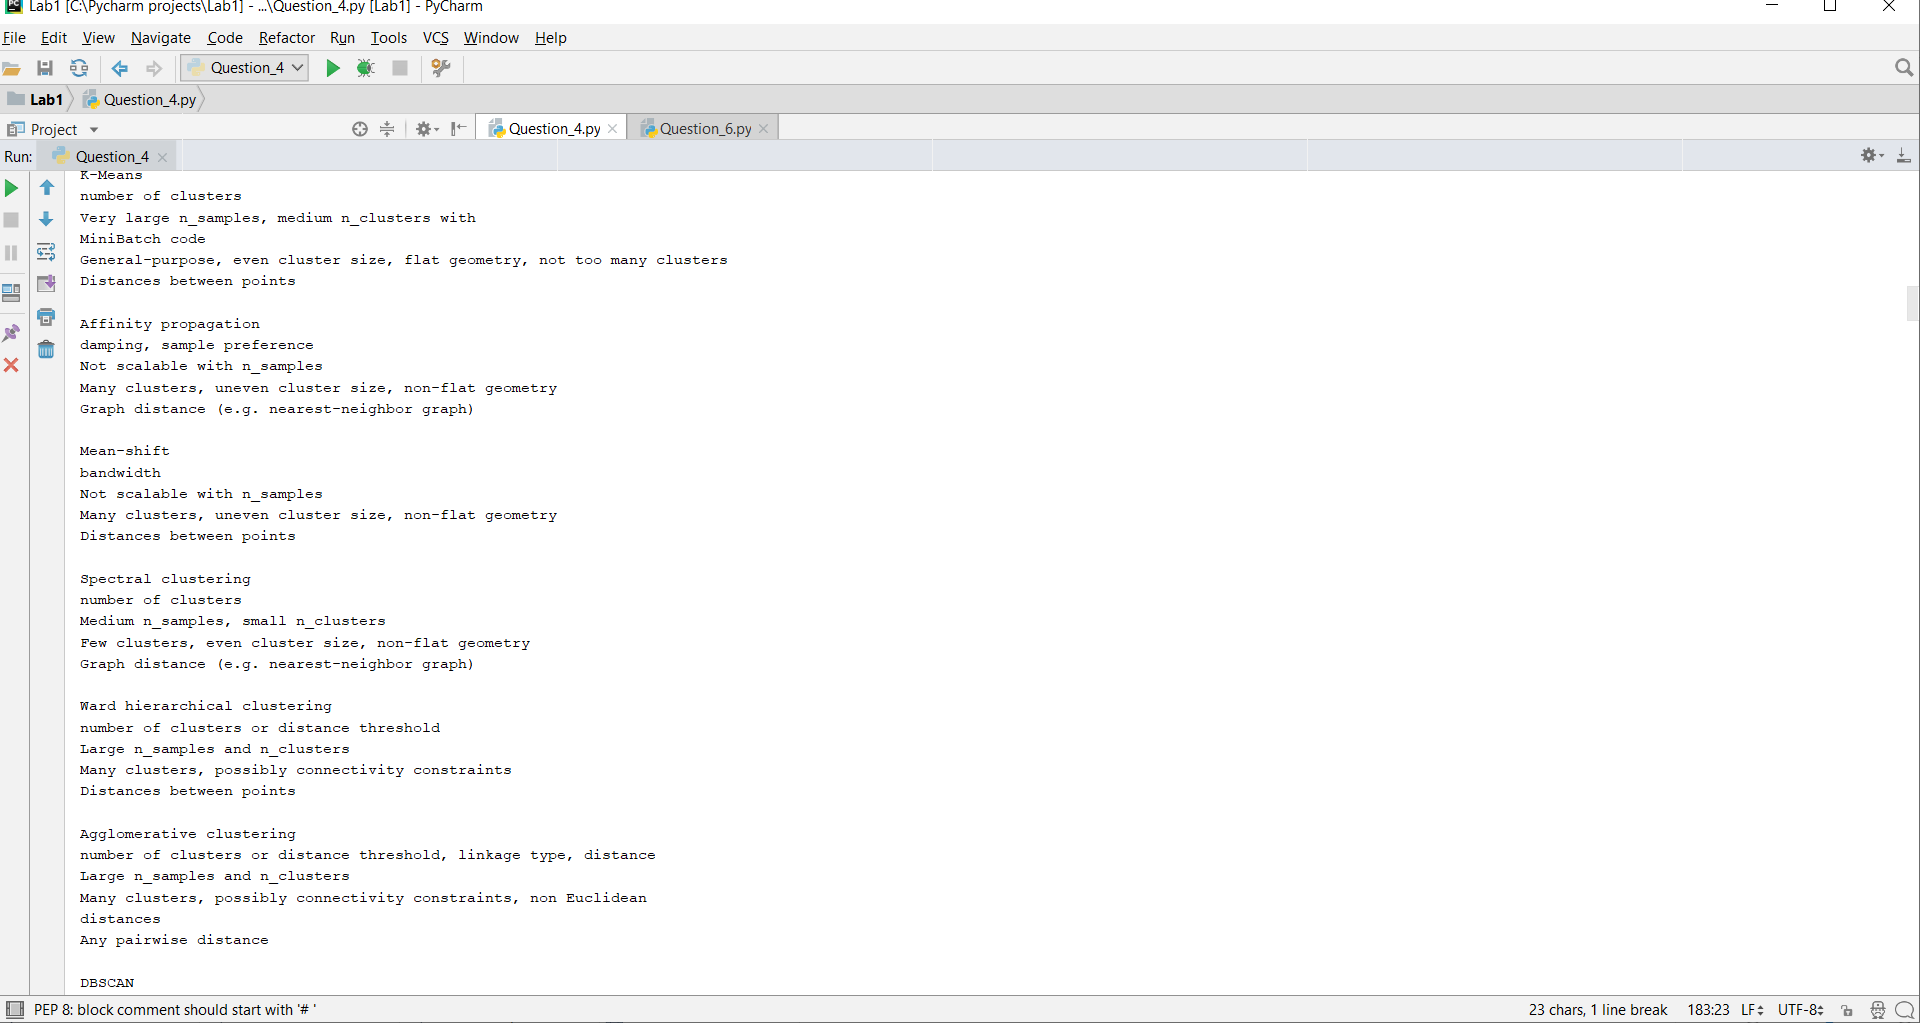 Lab1 [C:\Pycharm projects\Lab1] - ...\Question_4.py [Lab1] - PyCharm
File Edit View Navigate Code Refactor Run Tools VCS Window Help
Question_4
Lab1 Question_4.py
Project Question_4.py Question_6.py
Run: Question_4
K-Means
number of clusters
Very large n_samples, medium n_clusters with
MiniBatch code
General-purpose, even cluster size, flat geometry, not too many clusters
Distances between points
Affinity propagation
damping, sample preference
Not scalable with n_samples
Many clusters, uneven cluster size, non-flat geometry
Graph distance (e.g. nearest-neighbor graph)
Mean-shift
bandwidth
Not scalable with n_samples
Many clusters, uneven cluster size, non-flat geometry
Distances between points
Spectral clustering
number of clusters
Medium n_samples, small n_clusters
Few clusters, even cluster size, non-flat geometry
Graph distance (e.g. nearest-neighbor graph)
Ward hierarchical clustering
number of clusters or distance threshold
Large n_samples and n_clusters
Many clusters, possibly connectivity constraints
Distances between points
Agglomerative clustering
number of clusters or distance threshold, linkage type, distance
Large n_samples and n_clusters
Many clusters, possibly connectivity constraints, non Euclidean
distances
Any pairwise distance
DBSCAN
PEP 8: block comment should start with '# ' 23 chars, 1 line break 183:23 LF UTF-8